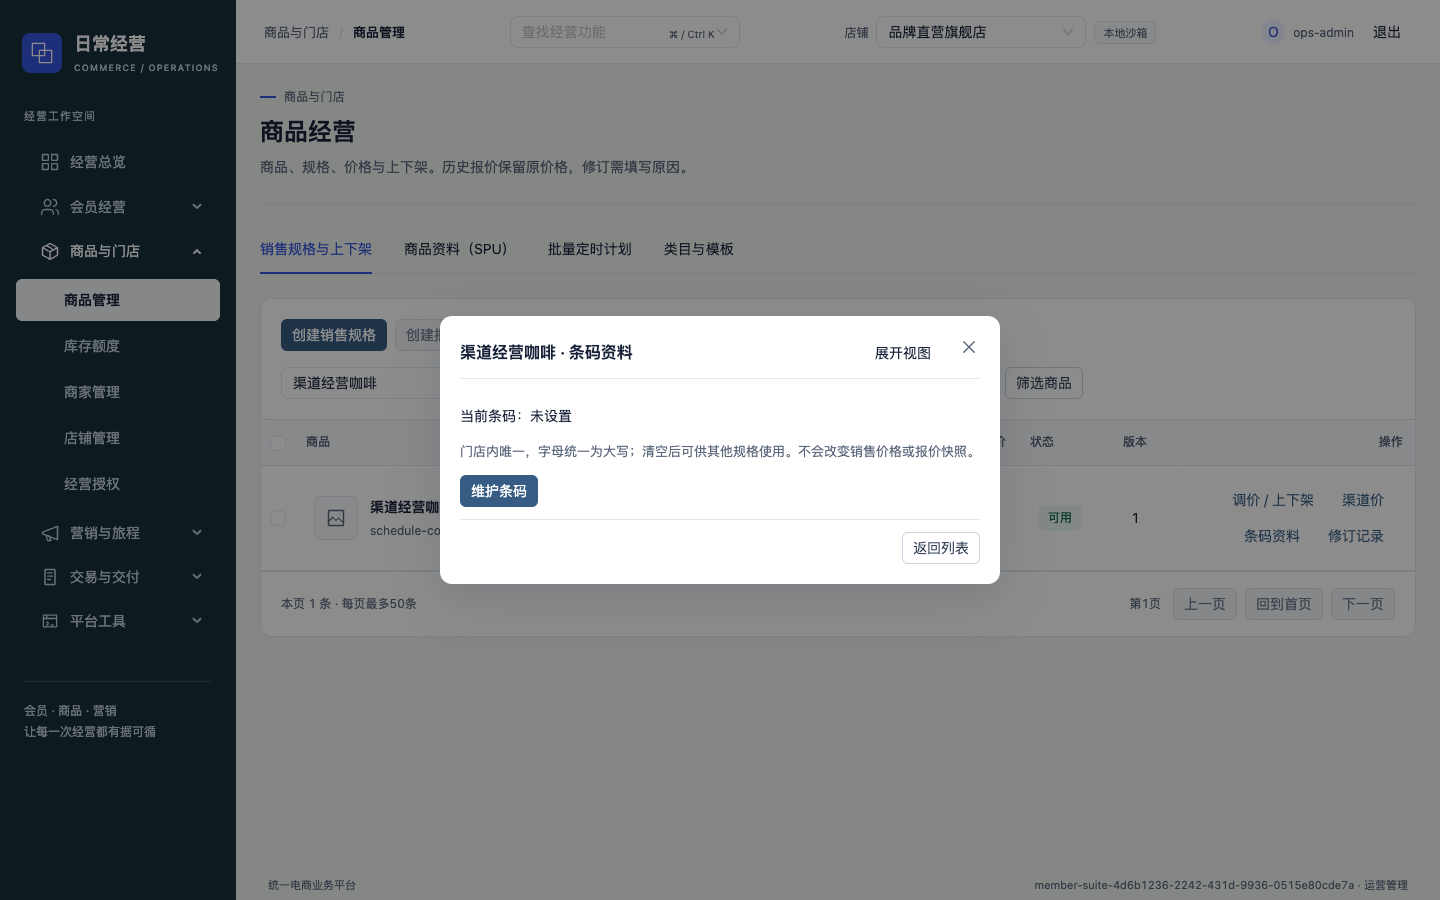 日常经营
COMMERCE / OPERATIONS
经营工作空间
经营总览
会员经营
商品与门店
商品管理
库存额度
商家管理
店铺管理
经营授权
营销与旅程
交易与交付
平台工具
会员 · 商品 · 营销
让每一次经营都有据可循
商品与门店 / 商品管理
查找经营功能 ⌘ / Ctrl K
店铺 品牌直营旗舰店 本地沙箱
O ops-admin 退出
商品与门店
商品经营
商品、规格、价格与上下架。历史报价保留原价格，修订需填写原因。
销售规格与上下架 商品资料（SPU） 批量定时计划 类目与模板
创建销售规格 创建
渠道经营咖啡 筛选商品
商品 状态 版本 操作
渠道经营咖
schedule-co
可用 1
调价 / 上下架 渠道价
条码资料 修订记录
本页 1 条 · 每页最多50条
第1页 上一页 回到首页 下一页
渠道经营咖啡 · 条码资料 展开视图
当前条码：未设置
门店内唯一，字母统一为大写；清空后可供其他规格使用。不会改变销售价格或报价快照。
维护条码
返回列表
统一电商业务平台
member-suite-4d6b1236-2242-431d-9936-0515e80cde7a · 运营管理